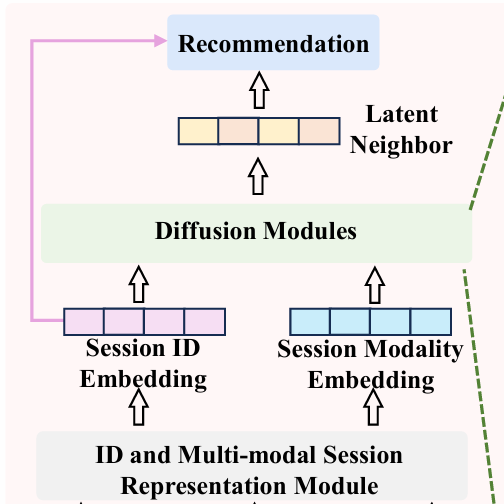 Recommendation
Latent
Neighbor
Diffusion Modules
Session ID
Embedding
Session Modality
Embedding
ID and Multi-modal Session
Representation Module